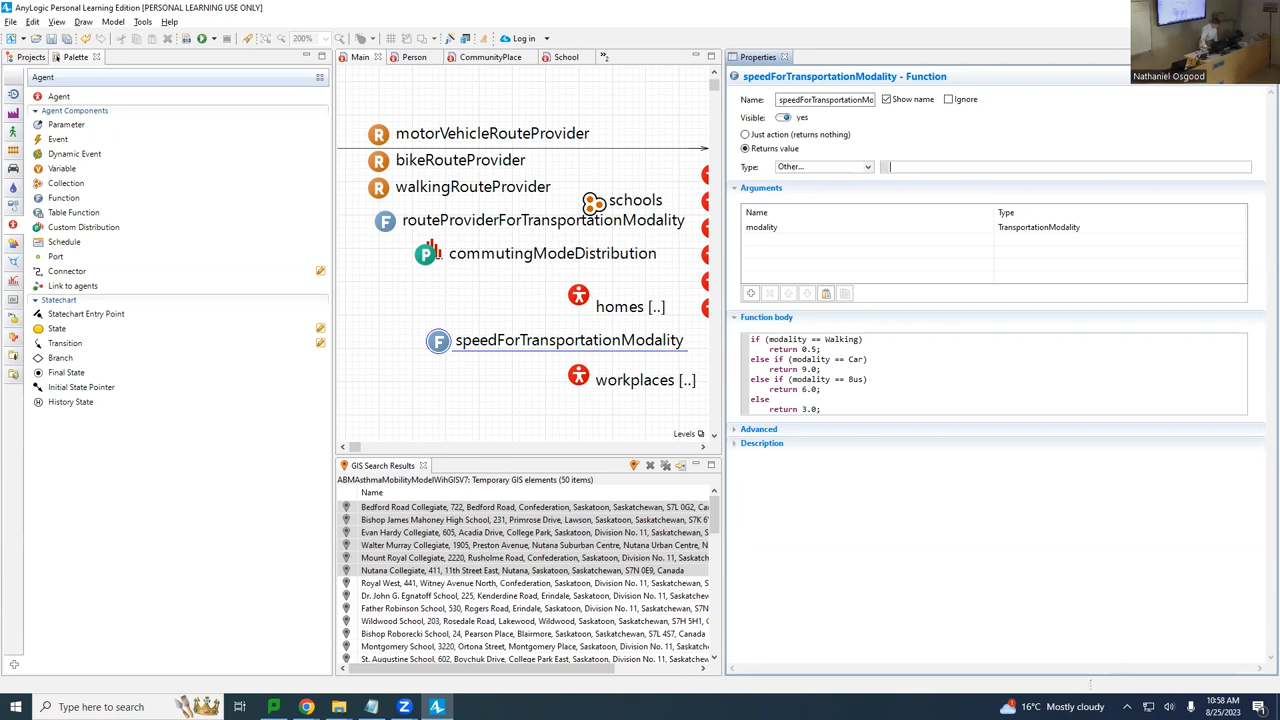 AnyLogic Personal Learning Edition [PERSONAL LEARNING USE ONLY]
File Edit View Draw Model Tools Help
200% Log in
Projects Palette
Agent
Agent
Agent Components
Parameter
Event
Dynamic Event
Variable
Collection
Function
Table Function
Custom Distribution
Schedule
Port
Connector
Link to agents
Statechart
Statechart Entry Point
State
Transition
Branch
Final State
Initial State Pointer
History State
Main Person CommunityPlace School »2
motorVehicleRouteProvider
bikeRouteProvider
walkingRouteProvider
schools
routeProviderForTransportationModality
commutingModeDistribution
homes [..]
speedForTransportationModality
workplaces [..]
Levels
GIS Search Results
ABMAsthmaMobilityModelWihGISV7: Temporary GIS elements (50 items)
Name
Bedford Road Collegiate, 722, Bedford Road, Confederation, Saskatoon, Saskatchewan, S7L 0G2, Ca
Bishop James Mahoney High School, 231, Primrose Drive, Lawson, Saskatoon, Saskatchewan, S7K 6
Evan Hardy Collegiate, 605, Acadia Drive, College Park, Saskatoon, Division No. 11, Saskatchewan,
Walter Murray Collegiate, 1905, Preston Avenue, Nutana Suburban Centre, Nutana Urban Centre, N
Mount Royal Collegiate, 2220, Rusholme Road, Confederation, Saskatoon, Division No. 11, Saskatc
Nutana Collegiate, 411, 11th Street East, Nutana, Saskatoon, S7N 0E9, Canada
Royal West, 441, Witney Avenue North, Confederation, Saskatoon, Division No. 11, Saskatchewan,
Dr. John G. Egnatoff School, 225, Kenderdine Road, Erindale, Saskatoon, Division No. 11, Saskatch
Father Robinson School, 530, Rogers Road, Erindale, Saskatoon, Division No. 11, Saskatchewan, S7N
Wildwood School, 203, Rosedale Road, Lakewood, Wildwood, Saskatoon, Saskatchewan, S7H 5H1,
Bishop Roborecki School, 24, Pearson Place, Blairmore, Saskatoon, Saskatchewan, S7L 4S7, Canada
Montgomery School, 3220, Ortona Street, Montgomery Place, Saskatoon, Division No. 11, Saskatch
St. Augustine School, 602, Boychuk Drive, College Park East, Saskatoon, Division No. 11, Saskatche
Properties
speedForTransportationModality - Function
Name: speedForTransportationMo Show name Ignore
Visible: yes
Just action (returns nothing)
Returns value
Type: Other...
Arguments
Name Type
modality TransportationModality
Function body
if (modality == Walking)
return 0.5;
else if (modality == Car)
return 9.0;
else if (modality == Bus)
return 6.0;
else
return 3.0;
Advanced
Description
Nathaniel Osgood
Type here to search
16°C Mostly cloudy
10:58 AM
8/25/2023
1